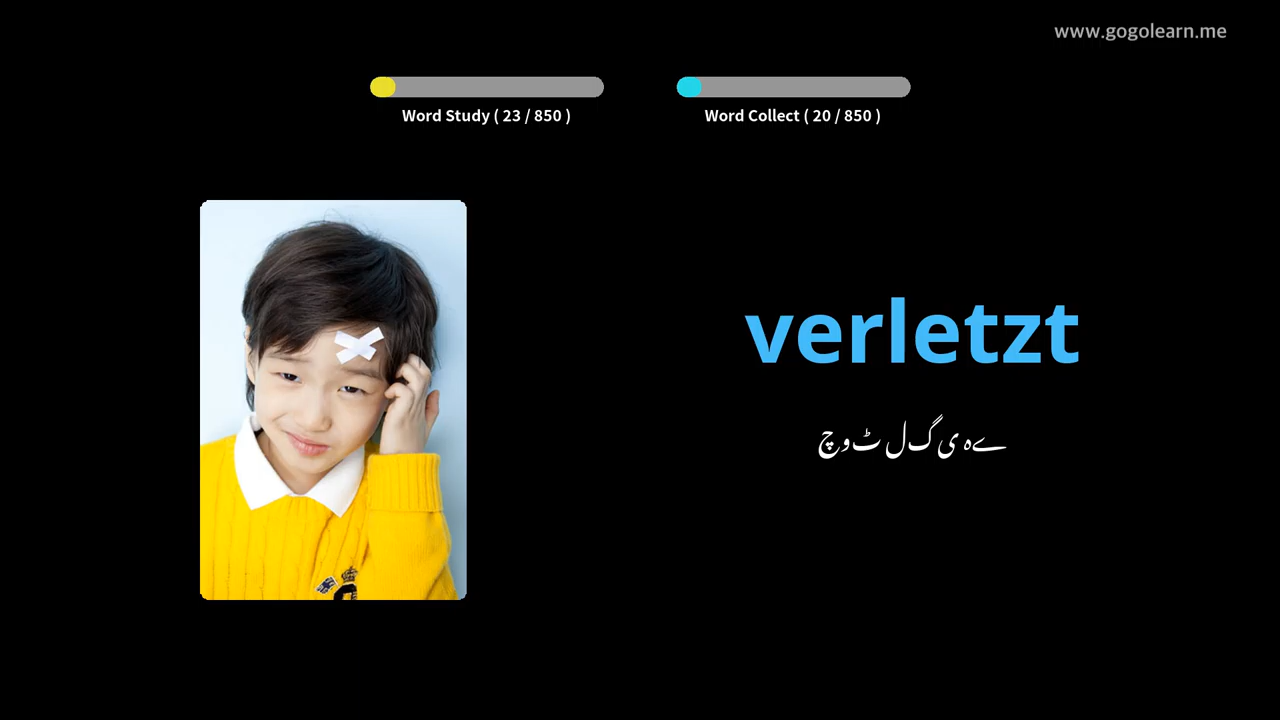 www.gogolearn.me
Word Study ( 23 / 850 )
Word Collect ( 20 / 850 )
verletzt
چوٹ لگی ہے